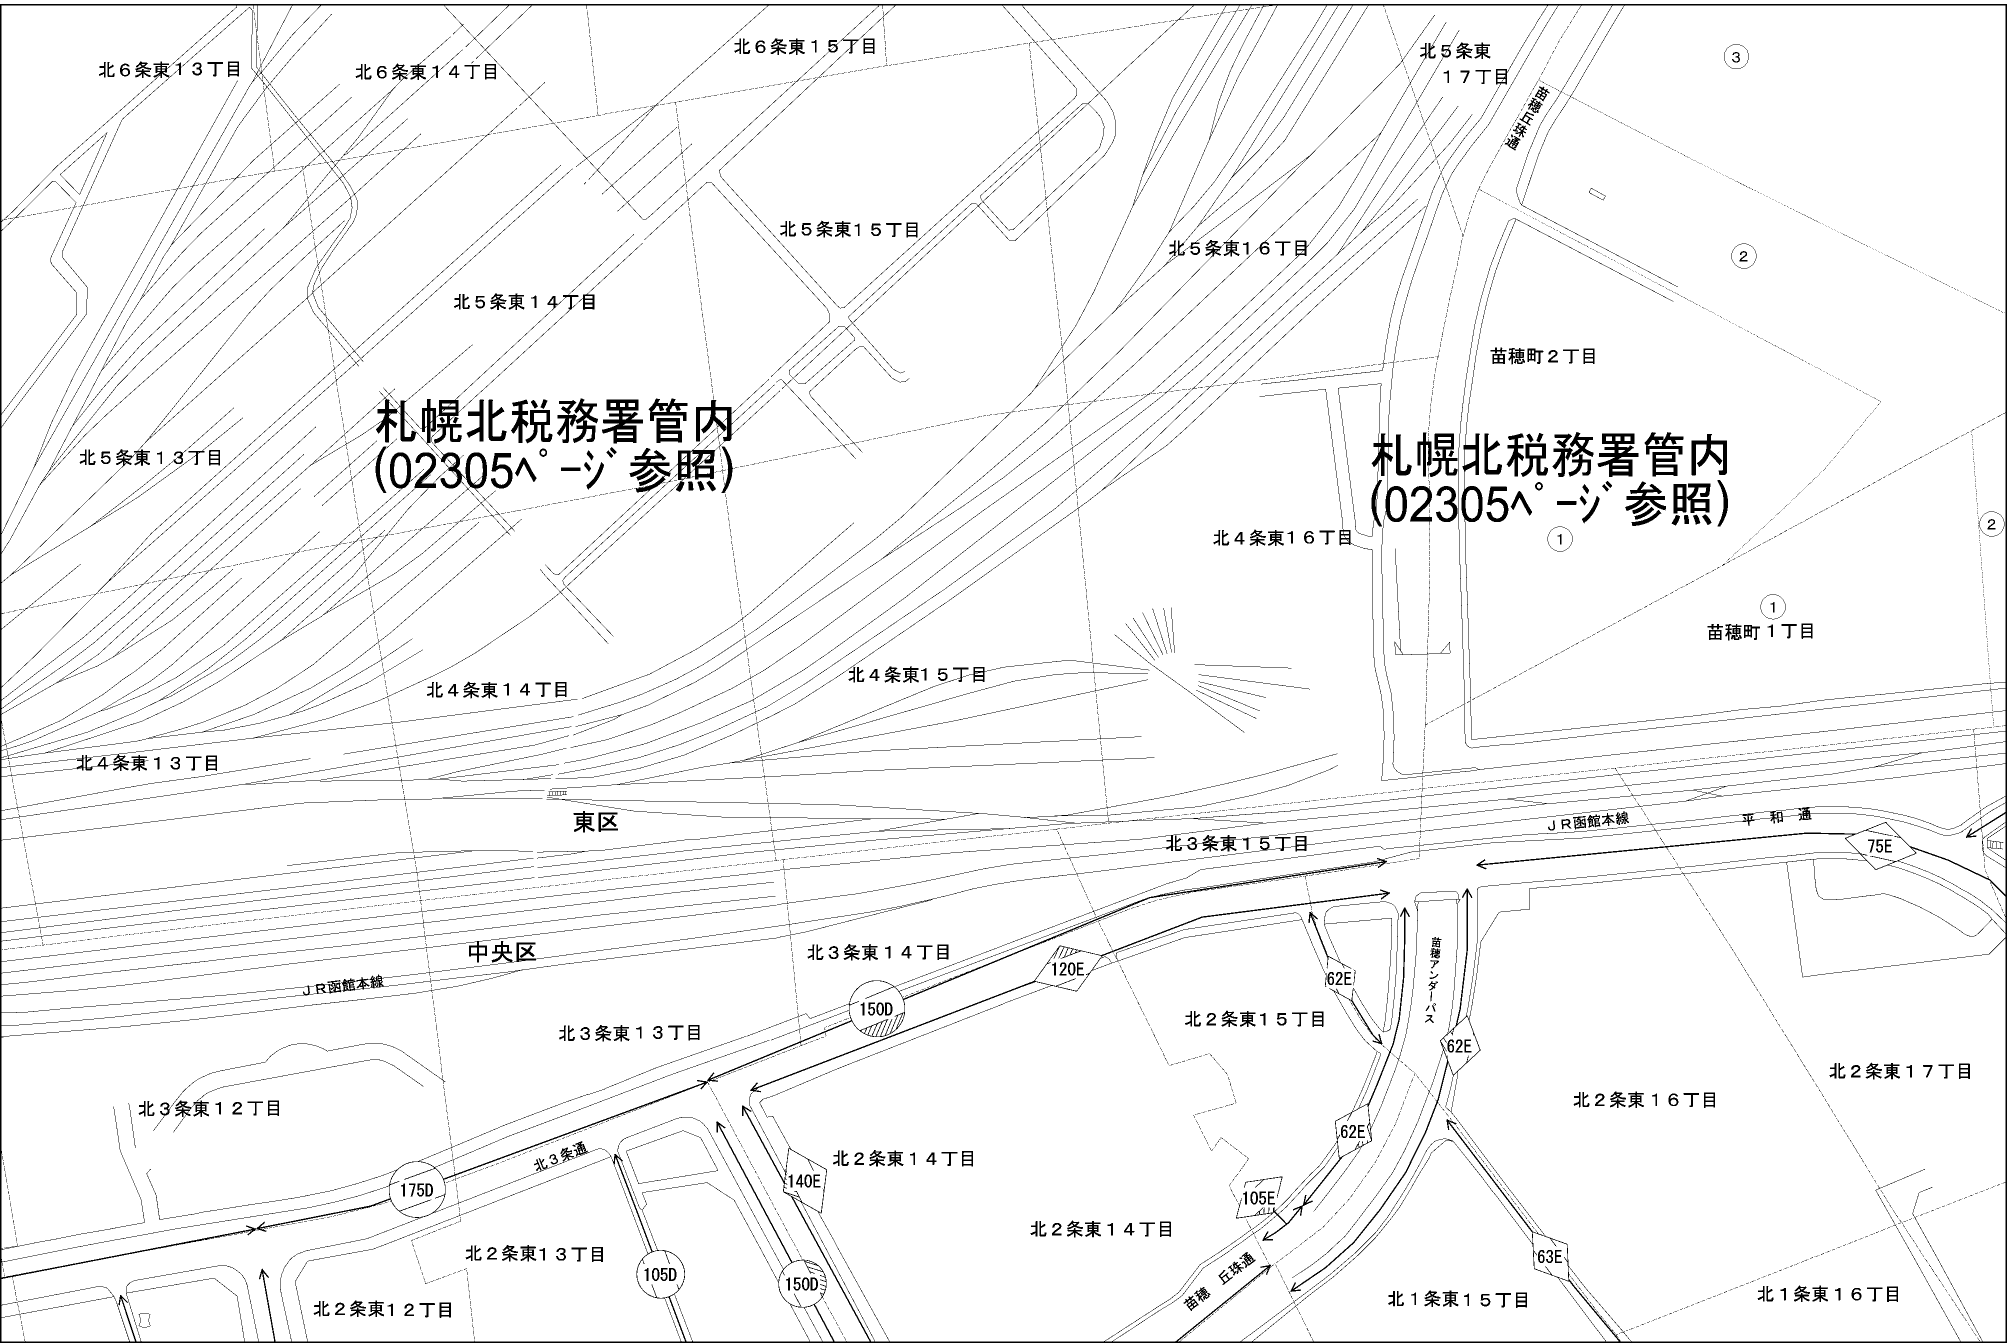 北６条東１５丁目
北５条東
１７丁目
③
北６条東１３丁目
北６条東１４丁目
苗穂丘珠通
北５条東１５丁目
北５条東１６丁目
②
北５条東１４丁目
苗穂町２丁目
札幌北税務署管内
(02305ﾍﾟｰｼﾞ参照)
札幌北税務署管内
(02305ﾍﾟｰｼﾞ参照)
北５条東１３丁目
北４条東１６丁目
①
②
①
苗穂町１丁目
北４条東１４丁目
北４条東１５丁目
北４条東１３丁目
東区
ＪＲ函館本線
平和通
北３条東１５丁目
75E
中央区
北３条東１４丁目
苗穂アンダーパス
120E
62E
ＪＲ函館本線
150D
北３条東１３丁目
北２条東１５丁目
62E
北２条東１７丁目
北３条東１２丁目
北２条東１６丁目
62E
北３条通
北２条東１４丁目
175D
140E
105E
北２条東１４丁目
北２条東１３丁目
63E
105D
150D
苗穂丘珠通
北２条東１２丁目
北１条東１５丁目
北１条東１６丁目